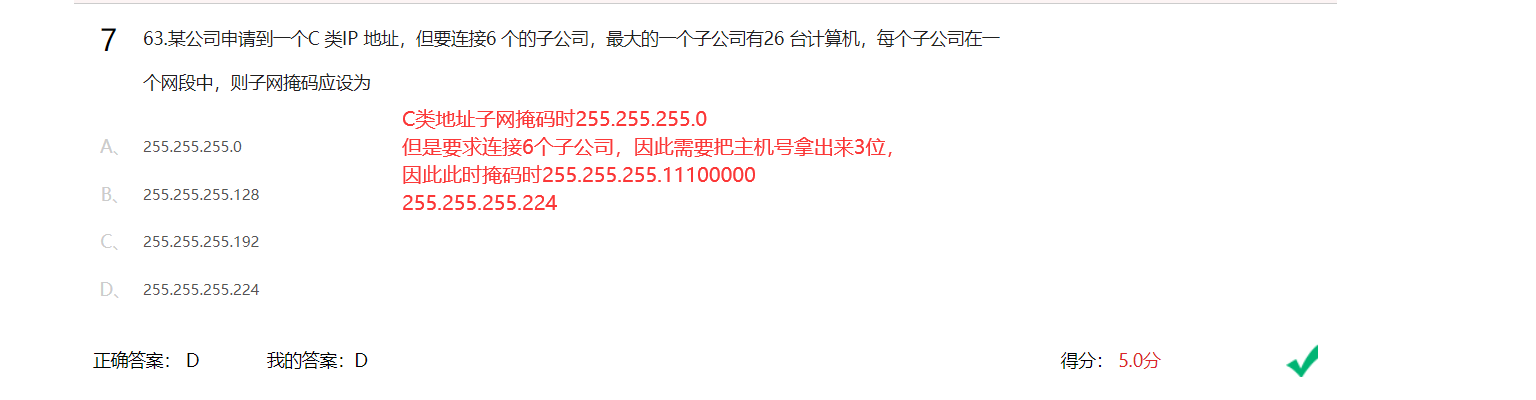 7
63.某公司申请到一个C 类IP 地址，但要连接6 个的子公司，最大的一个子公司有26 台计算机，每个子公司在一
个网段中，则子网掩码应设为
C类地址子网掩码时255.255.255.0
但是要求连接6个子公司，因此需要把主机号拿出来3位，
因此此时掩码时255.255.255.11100000
255.255.255.224
A、 255.255.255.0
B、 255.255.255.128
C、 255.255.255.192
D、 255.255.255.224
正确答案： D 我的答案：D 得分： 5.0分